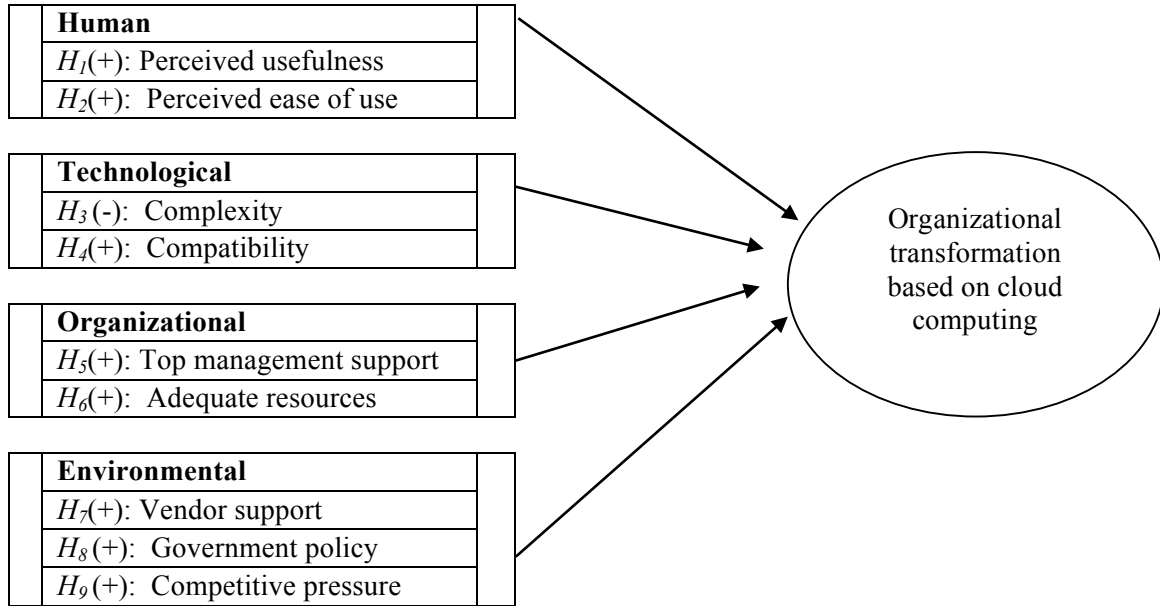 Human
H₁(+): Perceived usefulness
H₂(+): Perceived ease of use
Technological
H₃(-): Complexity
H₄(+): Compatibility
Organizational
H₅(+): Top management support
H₆(+): Adequate resources
Environmental
H₇(+): Vendor support
H₈(+): Government policy
H₉(+): Competitive pressure
Organizational
transformation
based on cloud
computing